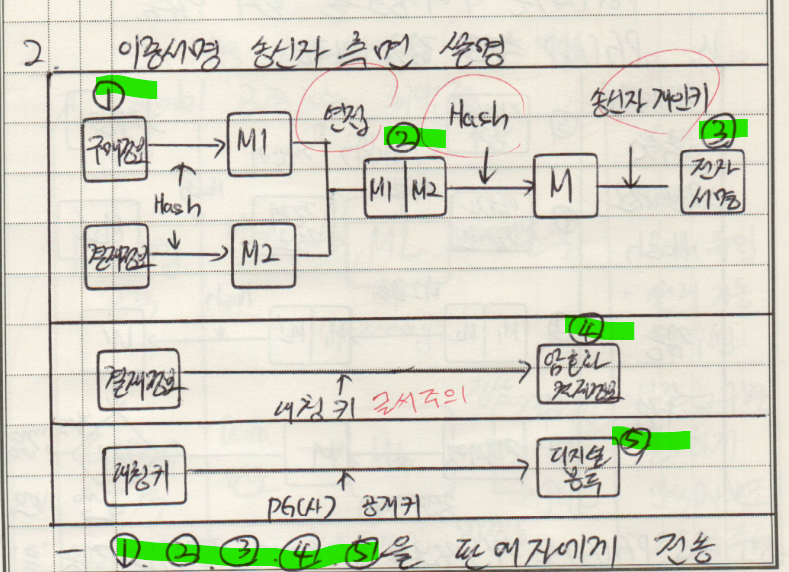 2. 이중서명 송신자 측면 설명
①
구매정보 M1 연접 ② Hash 송신자 개인키 ③
Hash M1 M2 M 전자
서명
결제정보 M2
④
결제정보 암호화
결제정보
대칭키 글씨주의
⑤
대칭키 디지털
봉투
PG(사) 공개키
- ①. ②. ③. ④. ⑤을 판매자에게 전송